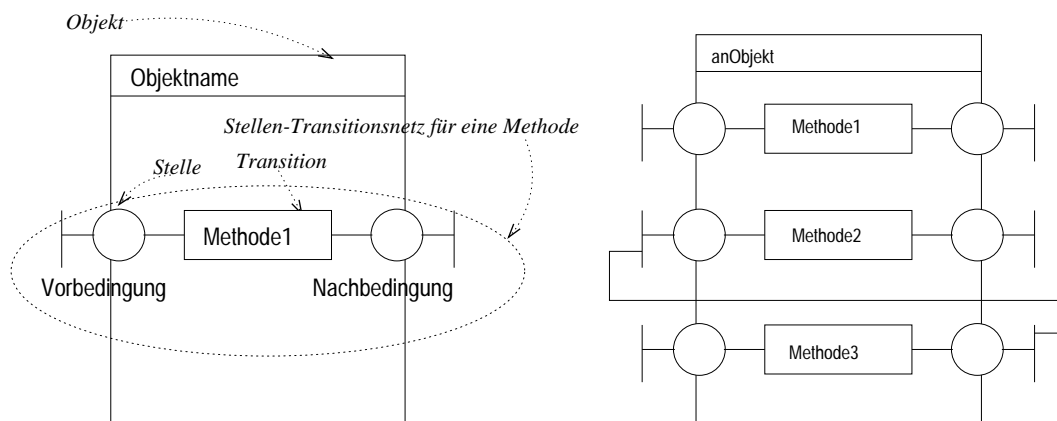 Objekt
Objektname
Stellen-Transitionsnetz für eine Methode
Stelle
Transition
Methode1
Vorbedingung
Nachbedingung
anObjekt
Methode1
Methode2
Methode3